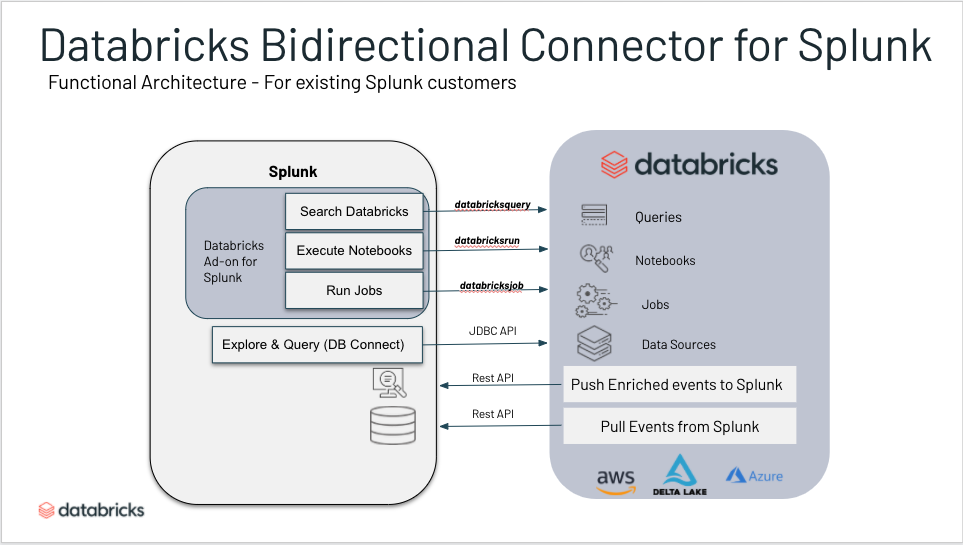 Databricks Bidirectional Connector for Splunk
Functional Architecture - For existing Splunk customers
Splunk
Databricks
Ad-on for
Splunk
Search Databricks
Execute Notebooks
Run Jobs
Explore & Query (DB Connect)
databricksquery
databricksrun
databricksjob
JDBC API
Rest API
Rest API
databricks
Queries
Notebooks
Jobs
Data Sources
Push Enriched events to Splunk
Pull Events from Splunk
aws
DELTA LAKE
Azure
databricks